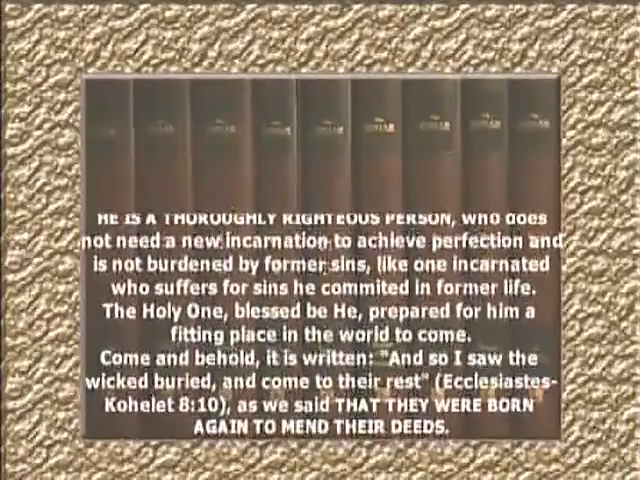 HE IS A THOROUGHLY RIGHTEOUS PERSON, who does
not need a new incarnation to achieve perfection and
is not burdened by former sins, like one incarnated
who suffers for sins he commited in former life.
The Holy One, blessed be He, prepared for him a
fitting place in the world to come.
Come and behold, it is written: "And so I saw the
wicked buried, and come to their rest" (Ecclesiastes-
Kohelet 8:10), as we said THAT THEY WERE BORN
AGAIN TO MEND THEIR DEEDS.